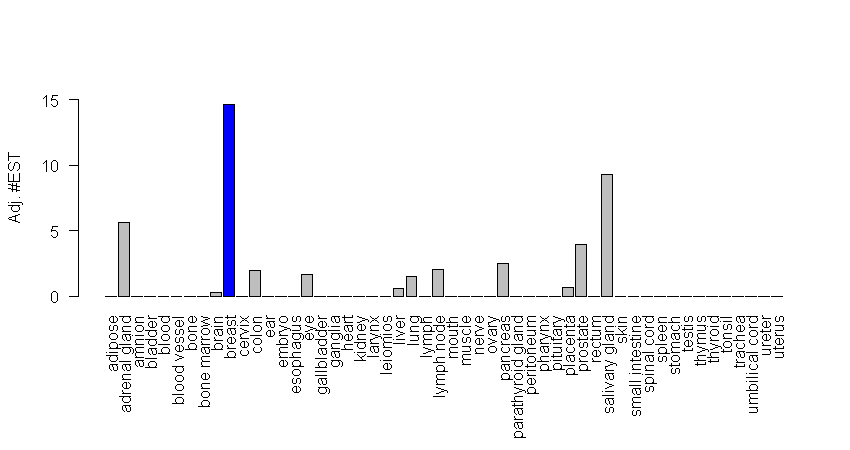 15
10
5
0
Adj. #EST
adipose
adrenal gland
amnion
bladder
blood
blood vessel
bone
bone marrow
brain
breast
cervix
colon
ear
embryo
esophagus
eye
gallbladder
ganglia
heart
kidney
larynx
leiomios
liver
lung
lymph
lymph node
mouth
muscle
nerve
ovary
pancreas
parathyroid gland
peritoneum
pharynx
pituitary
placenta
prostate
rectum
salivary gland
skin
small intestine
spinal cord
spleen
stomach
testis
thymus
thyroid
tonsil
trachea
umbilical cord
ureter
uterus